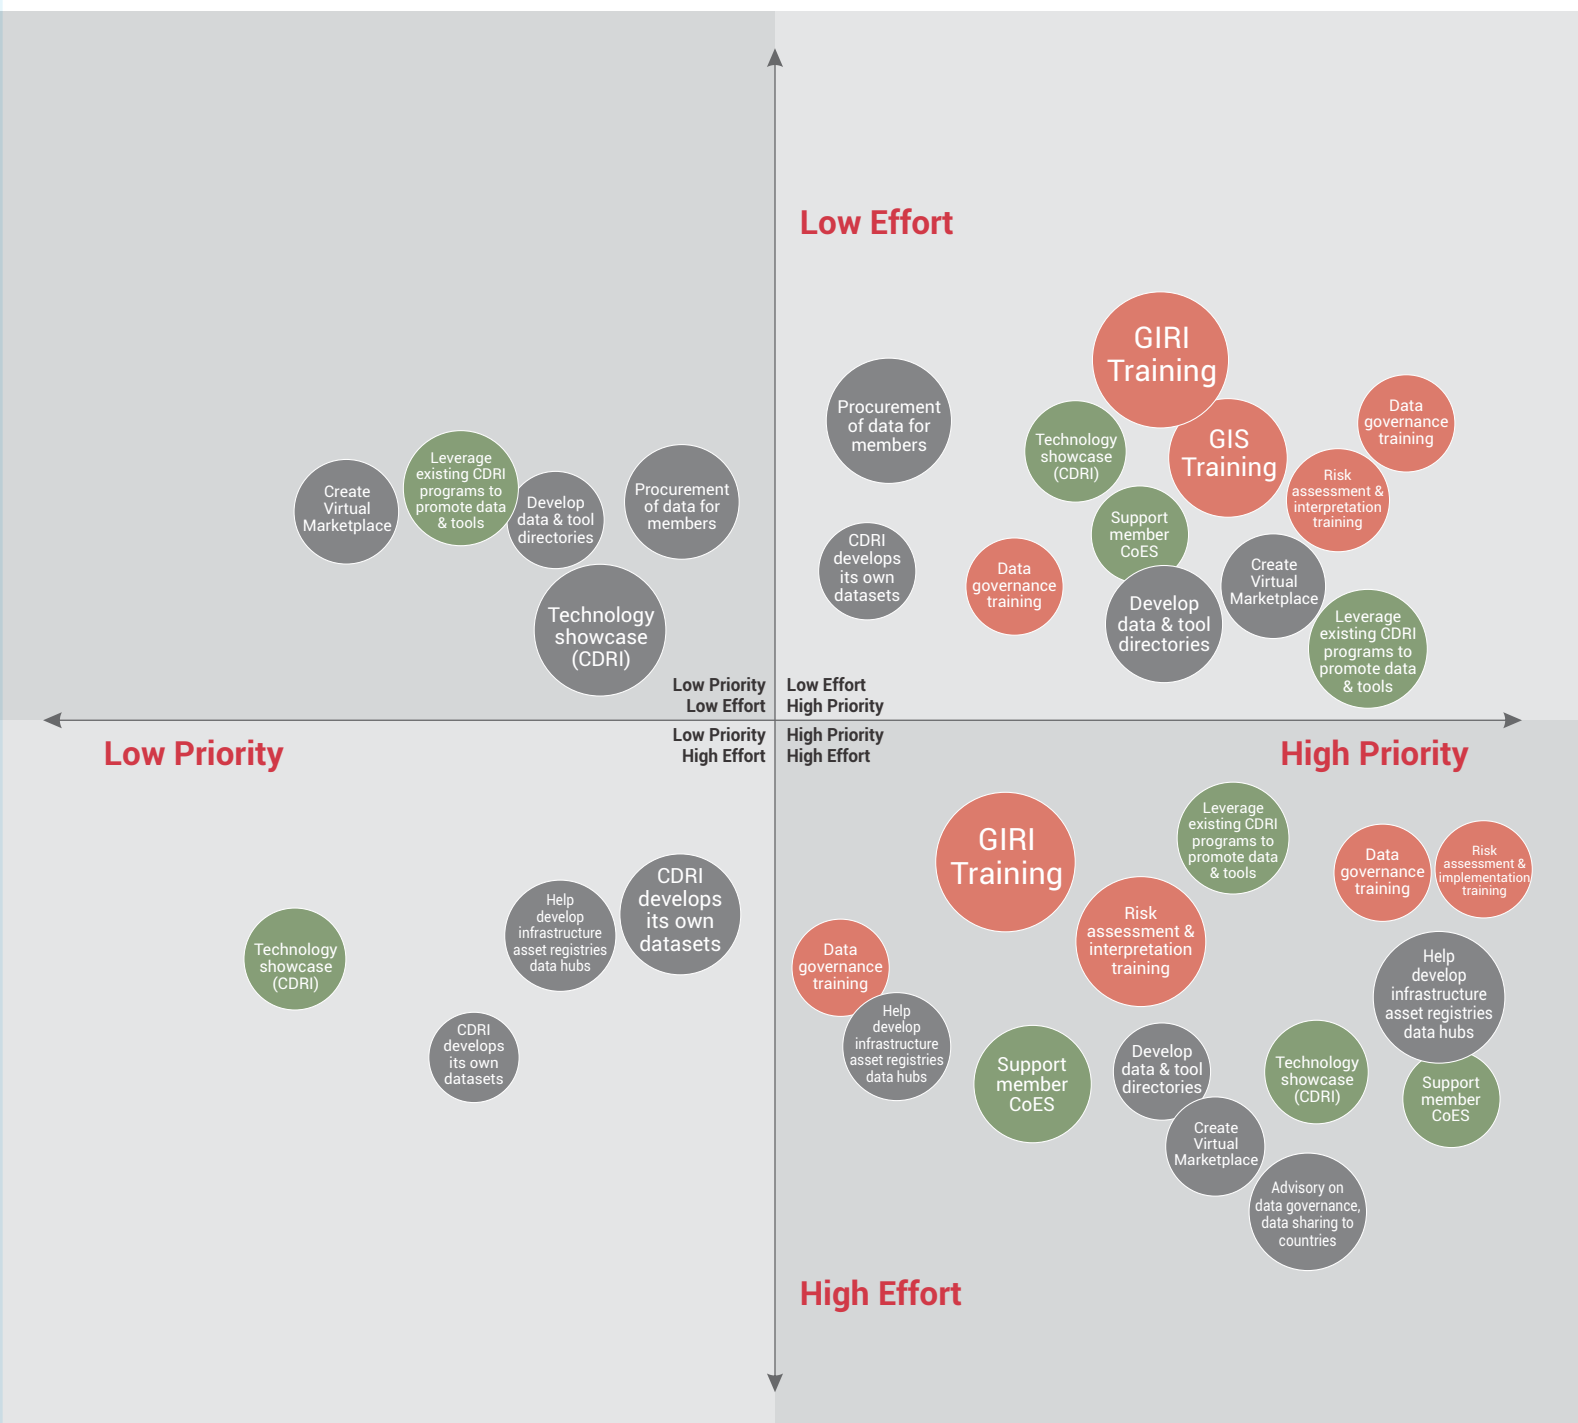 Low Effort
GIRI
Training
Procurement
of data for
members
Technology
showcase
(CDRI)
GIS
Training
Data
governance
training
Risk
assessment &
interpretation
training
Support
member
CoES
CDRI
develops
its own
datasets
Data
governance
training
Develop
data & tool
directories
Create
Virtual
Marketplace
Leverage
existing CDRI
programs to
promote data
& tools
Create
Virtual
Marketplace
Leverage
existing CDRI
programs to
promote data
& tools
Develop
data & tool
directories
Procurement
of data for
members
Technology
showcase
(CDRI)
Low Priority
Low Effort
Low Effort
High Priority
Low Priority
High Effort
High Priority
High Effort
Low Priority
High Priority
Technology
showcase
(CDRI)
Help
develop
infrastructure
asset registries
data hubs
CDRI
develops
its own
datasets
CDRI
develops
its own
datasets
GIRI
Training
Leverage
existing CDRI
programs to
promote data
& tools
Data
governance
training
Risk
assessment &
implementation
training
Risk
assessment &
interpretation
training
Data
governance
training
Help
develop
infrastructure
asset registries
data hubs
Help
develop
infrastructure
asset registries
data hubs
Support
member
CoES
Develop
data & tool
directories
Technology
showcase
(CDRI)
Support
member
CoES
Create
Virtual
Marketplace
Advisory on
data governance,
data sharing to
countries
High Effort